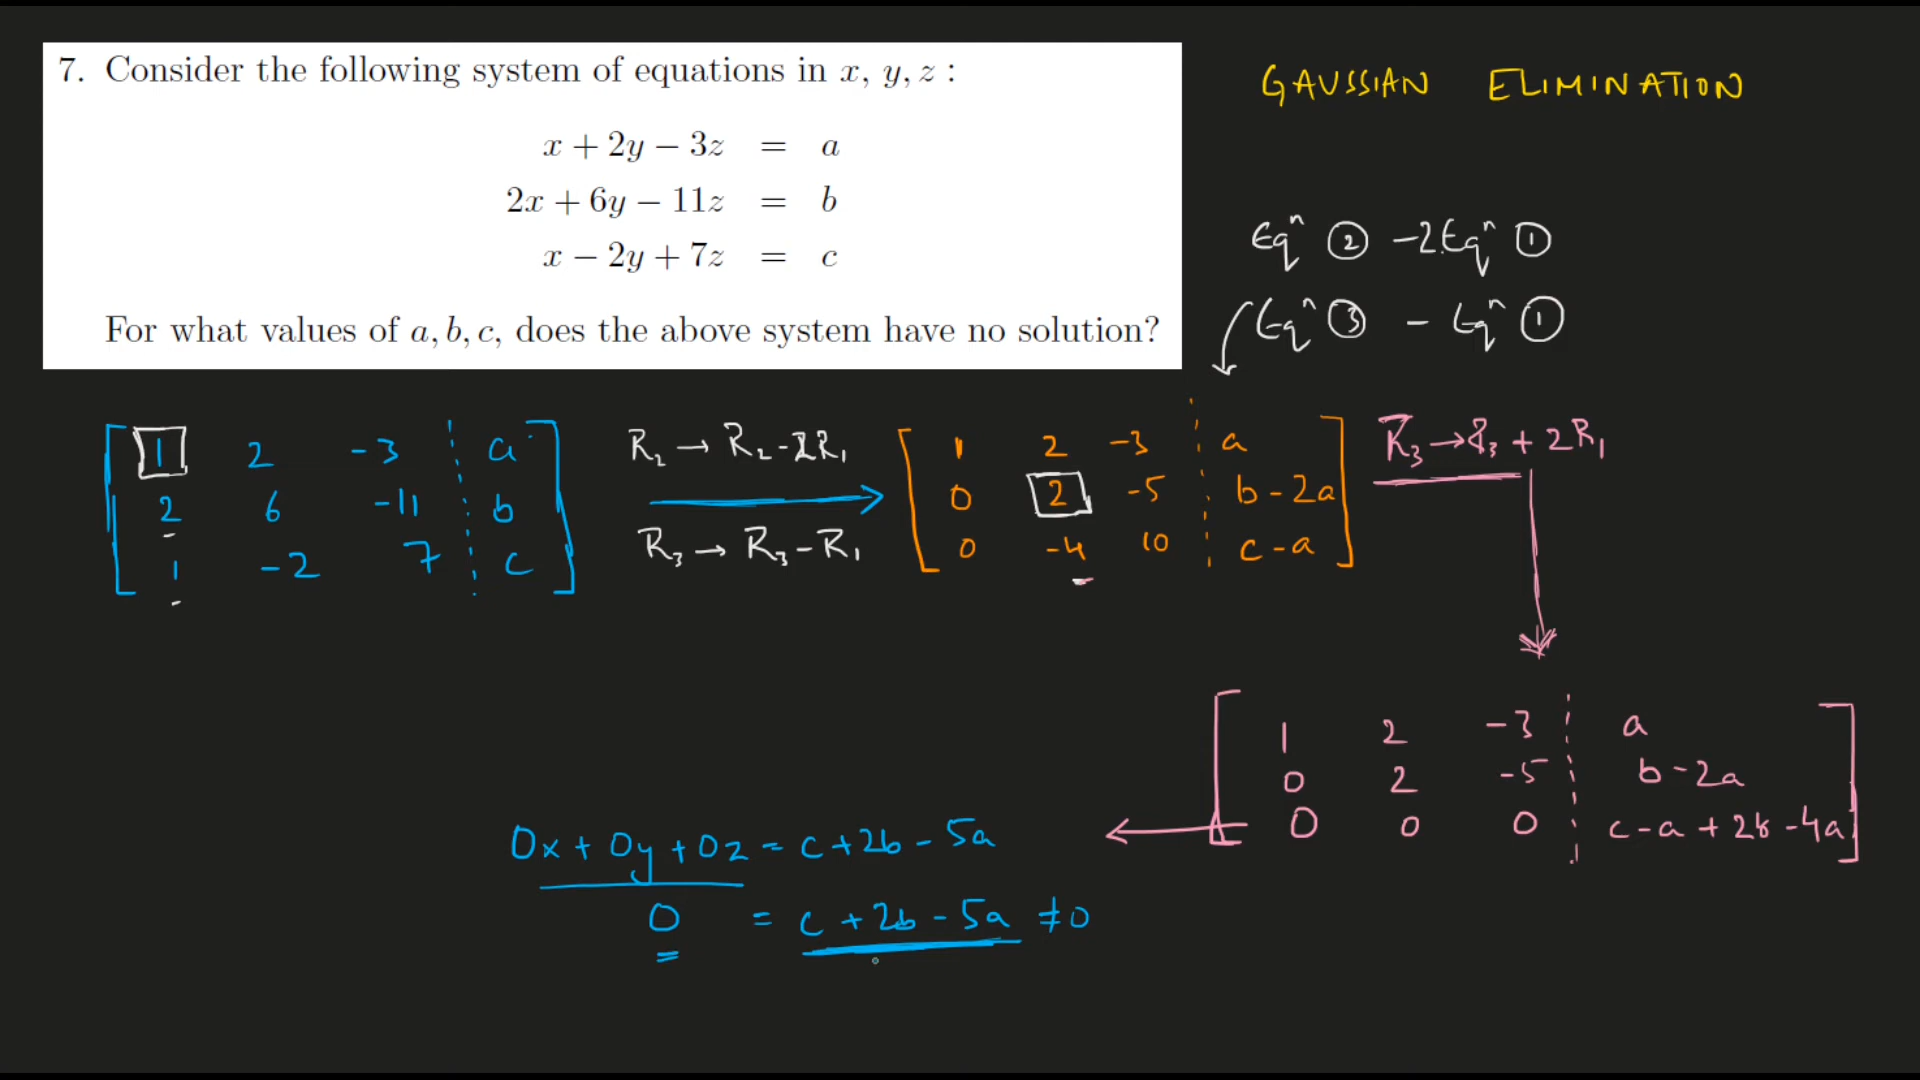 7. Consider the following system of equations in x, y, z :
x + 2y − 3z = a
2x + 6y − 11z = b
x − 2y + 7z = c
For what values of a, b, c, does the above system have no solution?
GAUSSIAN ELIMINATION
Eqⁿ ② -2Eqⁿ ①
Eqⁿ ③ - Eqⁿ ①
1 2 -3 a
2 6 -11 b
1 -2 7 c
R₂ → R₂ - 2R₁
R₃ → R₃ - R₁
1 2 -3 a
0 2 -5 b - 2a
0 -4 10 c - a
R₃ → R₃ + 2R₁
1 2 -3 a
0 2 -5 b - 2a
0 0 0 c - a + 2b - 4a
0x + 0y + 0z = c + 2b - 5a
0 = c + 2b - 5a ≠ 0